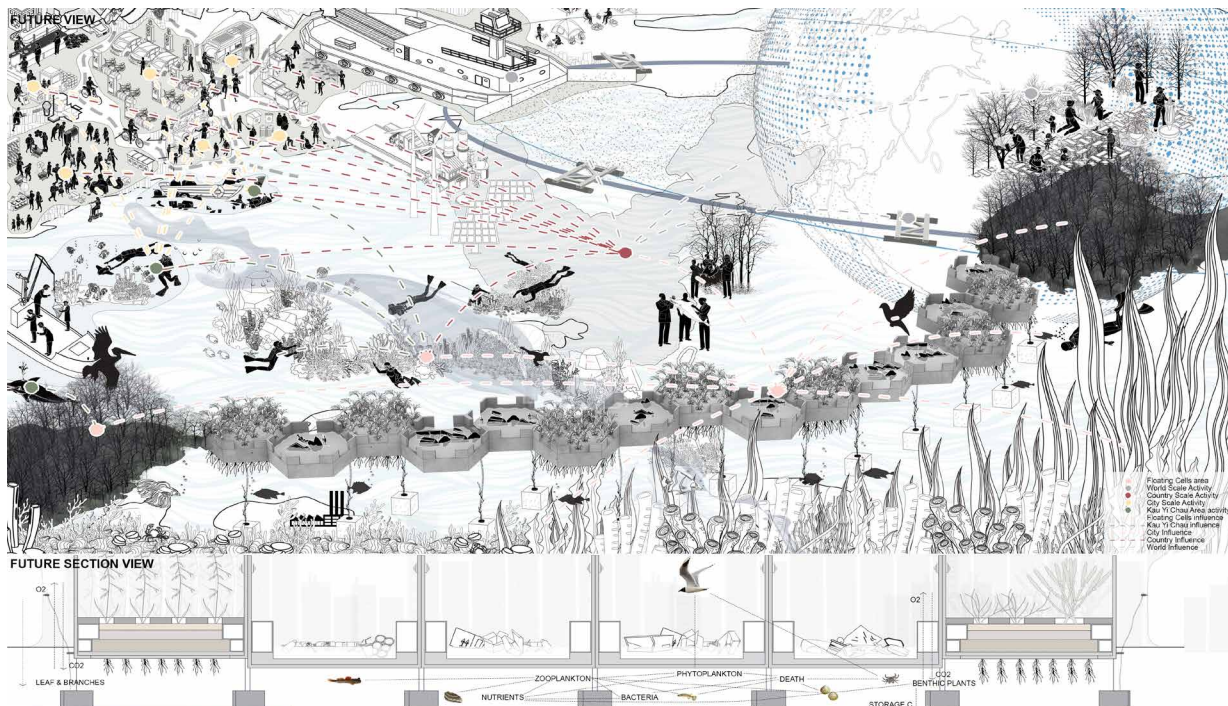 FUTURE VIEW
Floating Cells area
World Scale Activity
Country Scale Activity
City Scale Activity
Kau Yi Chau Area activity
Floating Cells influence
Kau Yi Chau influence
City Influence
Country Influence
World Influence
FUTURE SECTION VIEW
O2
O2
CO2
CO2
LEAF & BRANCHES
ZOOPLANKTON
PHYTOPLANKTON
DEATH
BENTHIC PLANTS
NUTRIENTS
BACTERIA
STORAGE C